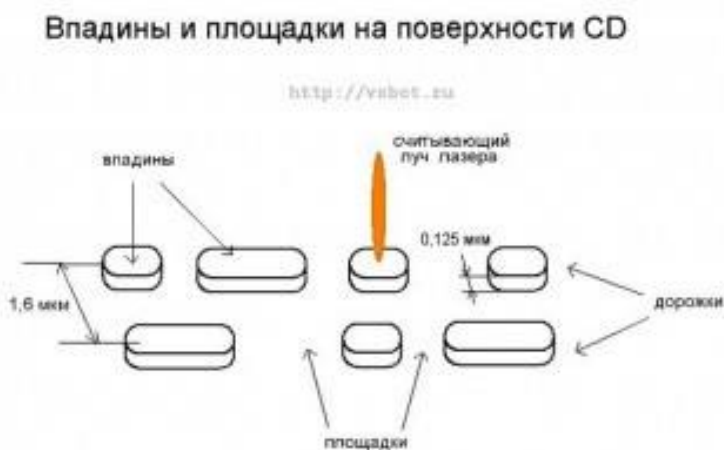 Впадины и площадки на поверхности CD
http://vsbot.ru
впадины
считывающий
луч лазера
0,125 мкм
1,6 мкм
дорожки
площадки